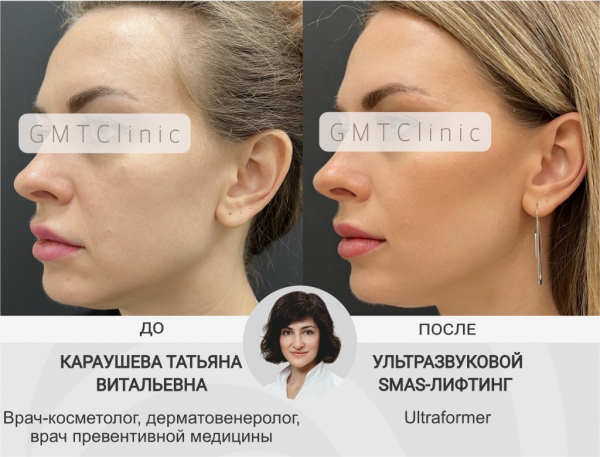 GMTClinic
GMTClinic
ДО
ПОСЛЕ
КАРАУШЕВА ТАТЬЯНА
ВИТАЛЬЕВНА
Врач-косметолог, дерматовенеролог,
врач превентивной медицины
УЛЬТРАЗВУКОВОЙ
SMAS-ЛИФТИНГ
Ultraformer